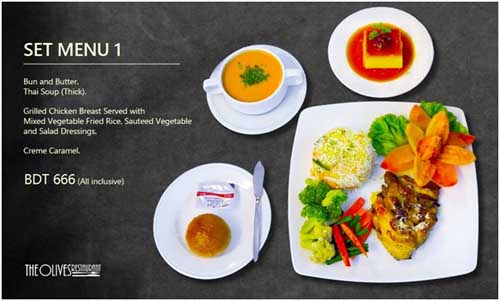 SET MENU 1
Bun and Butter.
Thai Soup (Thick).
Grilled Chicken Breast Served with
Mixed Vegetable Fried Rice, Sauteed Vegetable
and Salad Dressings.
Creme Caramel.
BDT 666 (All inclusive)
THE OLIVES RESTAURANT